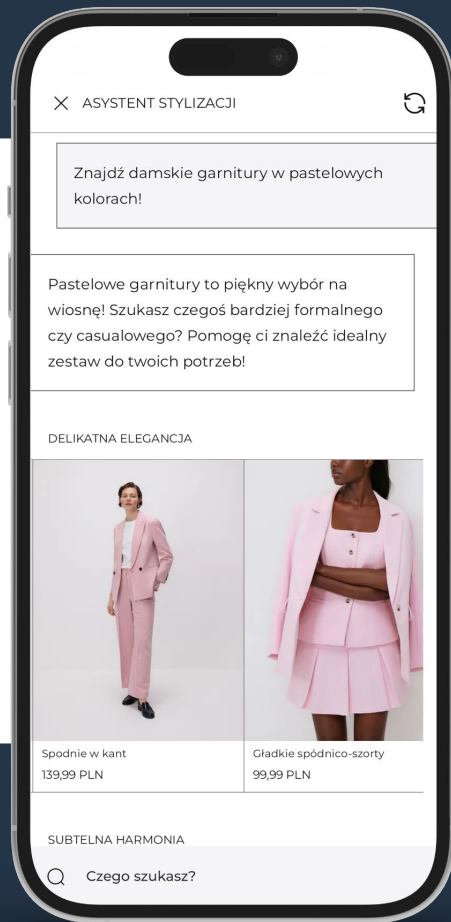 ASYSTENT STYLIZACJI
Znajdź damskie garnitury w pastelowych
kolorach!
Pastelowe garnitury to piękny wybór na
wiosnę! Szukasz czegoś bardziej formalnego
czy casualowego? Pomogę ci znaleźć idealny
zestaw do twoich potrzeb!
DELIKATNA ELEGANCJA
Spodnie w kant
139,99 PLN
Gładkie spódnico-szorty
99,99 PLN
SUBTELNA HARMONIA
Czego szukasz?